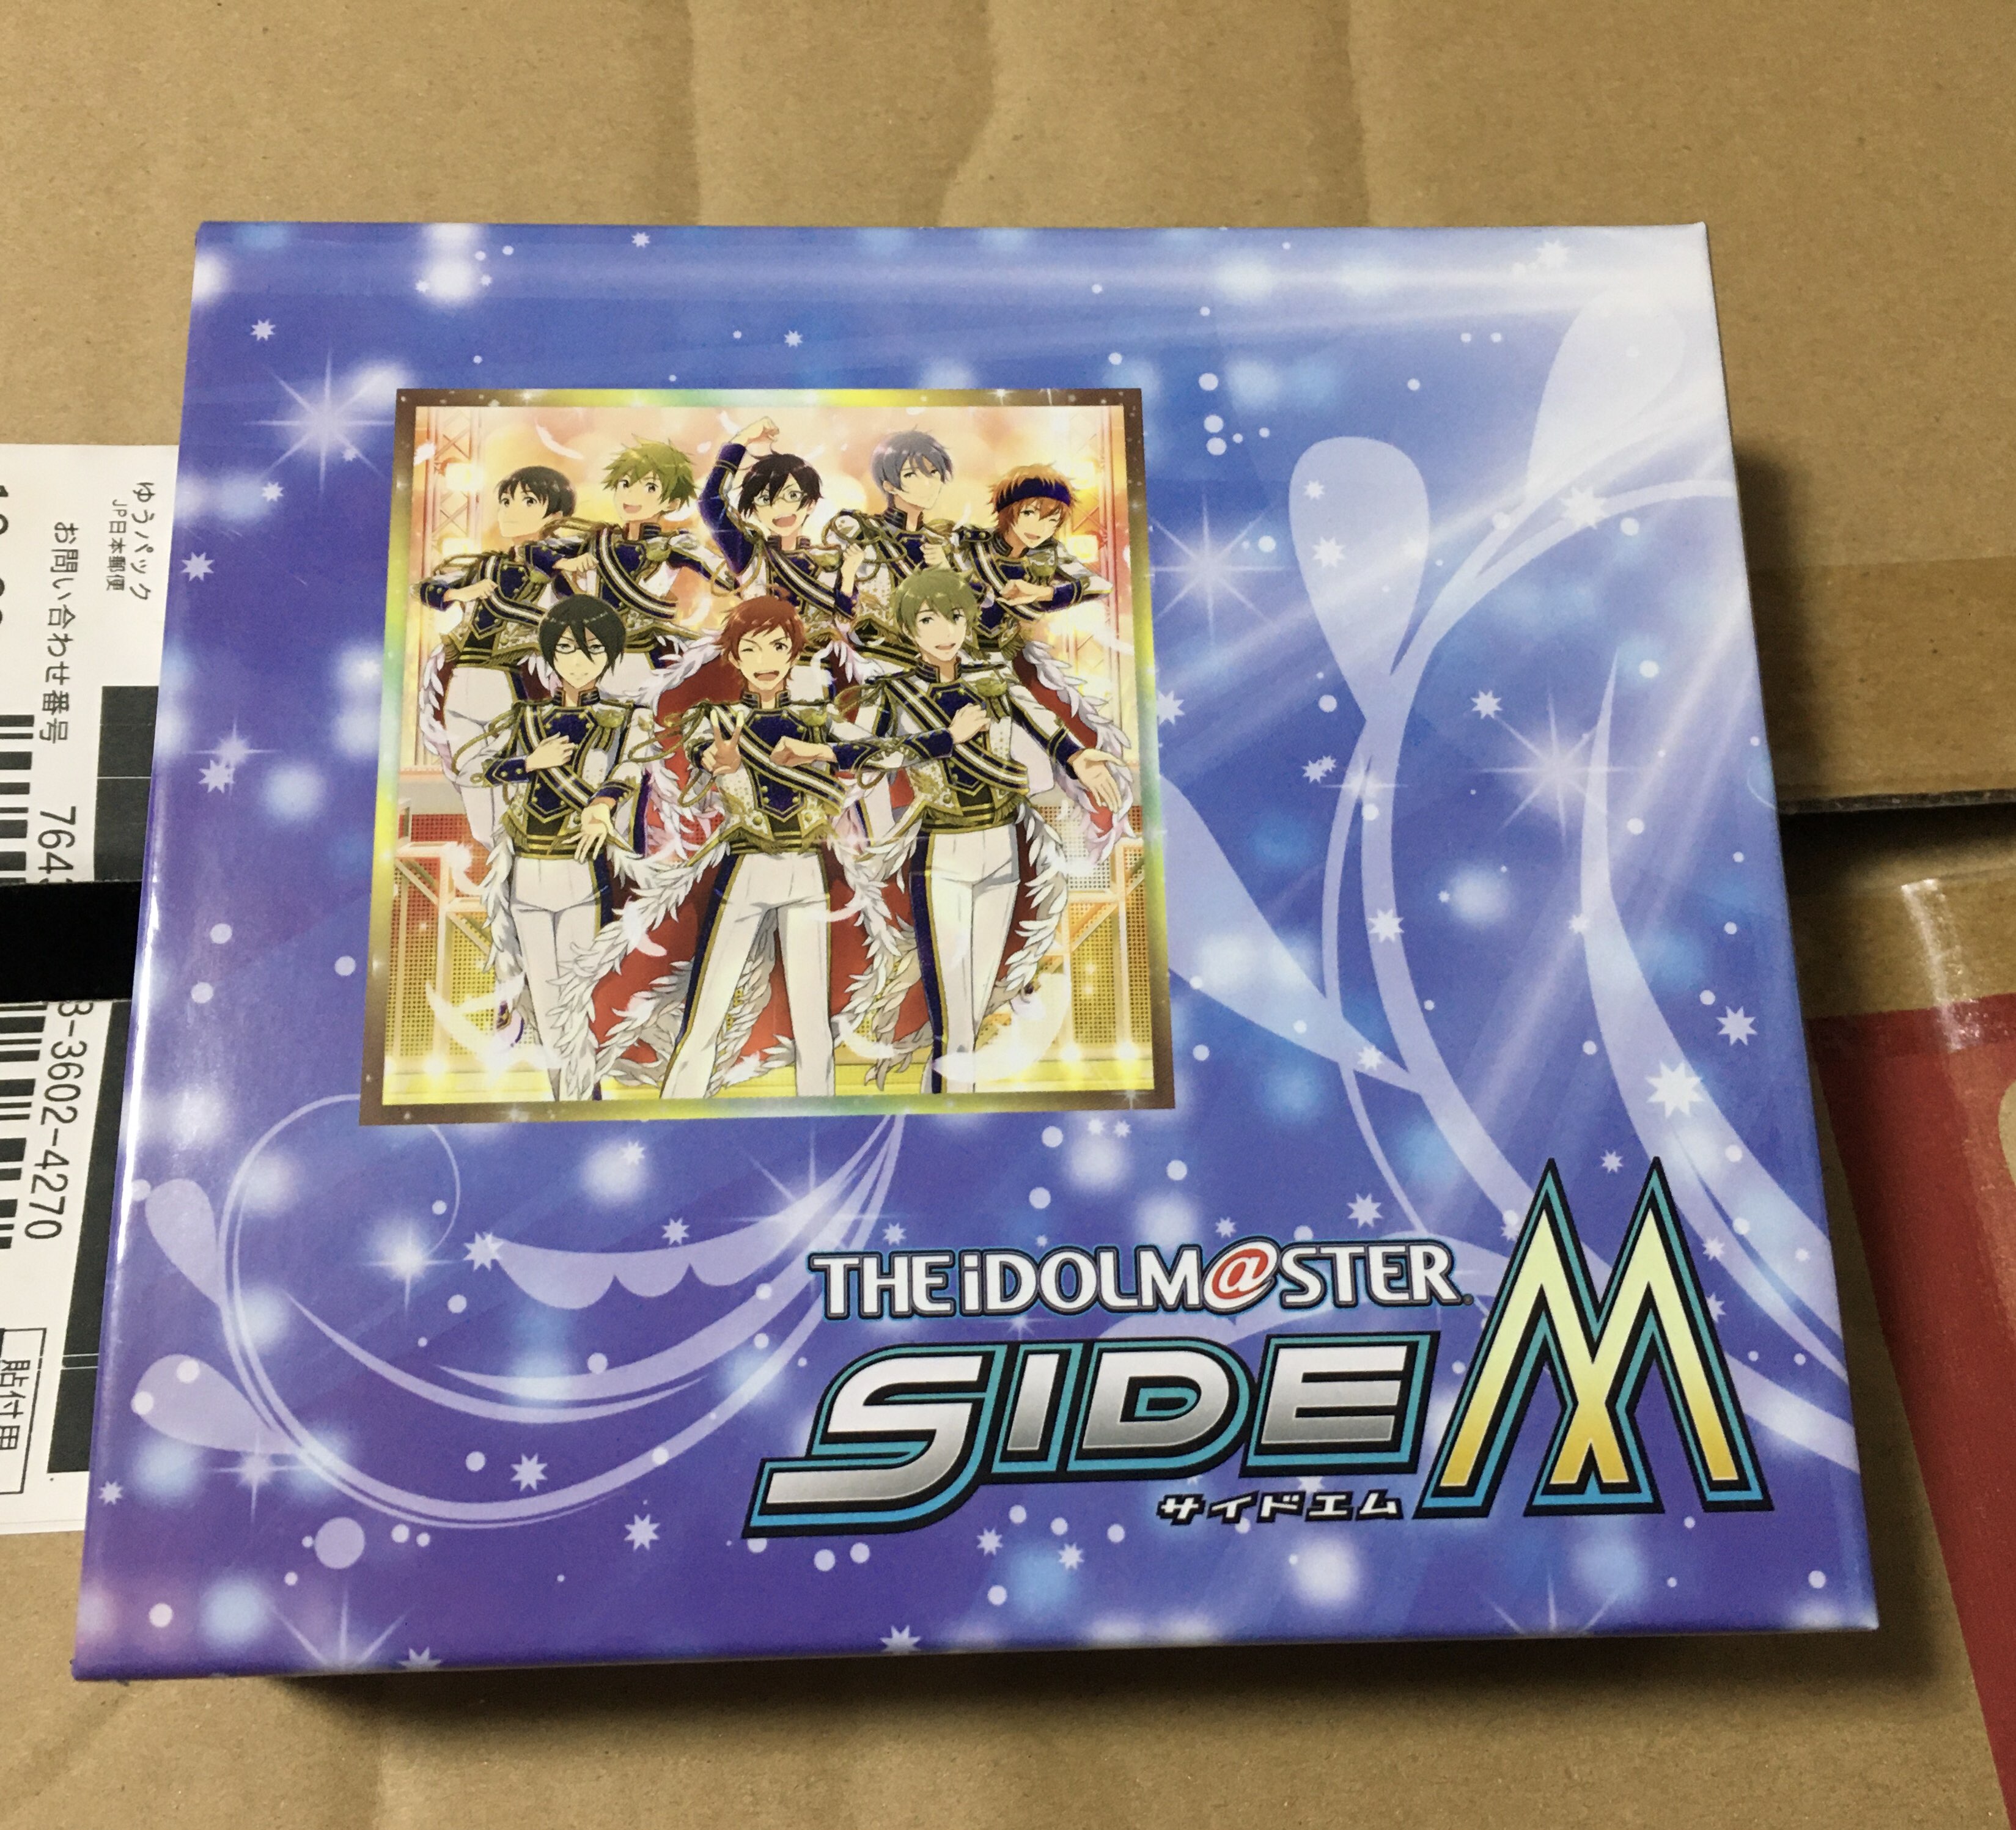 THE iDOLM@STER
SIDE M
サイドエム
ゆうパック
JP日本郵便
お問い合わせ番号
764
3-3602-4270
貼付用